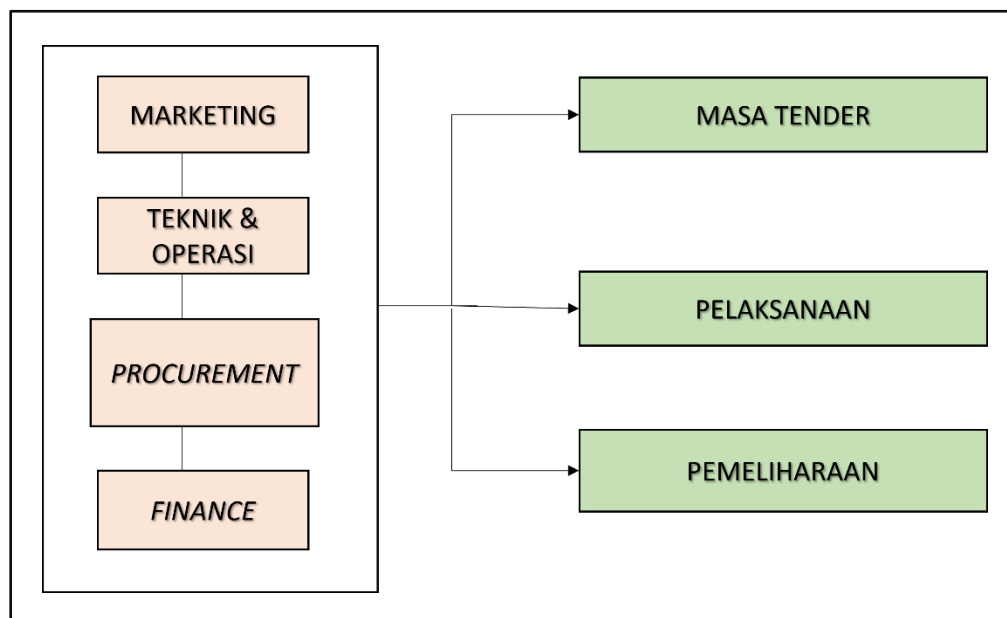 MARKETING
TEKNIK &
OPERASI
PROCUREMENT
FINANCE
MASA TENDER
PELAKSANAAN
PEMELIHARAAN